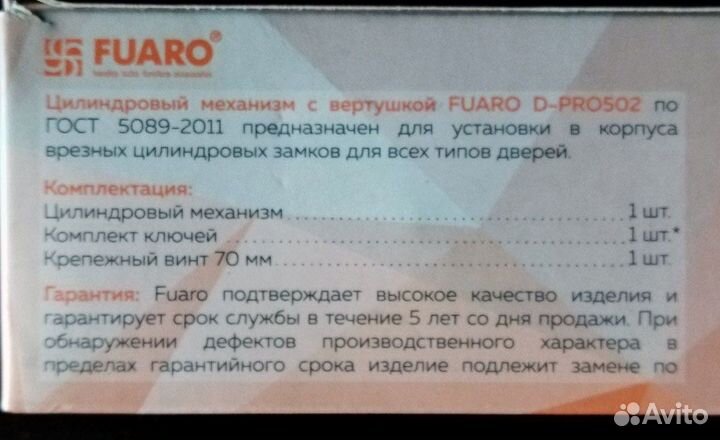 FUARO®
Цилиндровый механизм с вертушкой FUARO D-PRO502 по
ГОСТ 5089-2011 предназначен для установки в корпуса
врезных цилиндровых замков для всех типов дверей.
Комплектация:
Цилиндровый механизм 1 шт.
Комплект ключей 1 шт.*
Крепежный винт 70 мм 1 шт.
Гарантия: Fuaro подтверждает высокое качество изделия и
гарантирует срок службы в течение 5 лет со дня продажи. При
обнаружении дефектов производственного характера в
пределах гарантийного срока изделие подлежит замене по
Avito